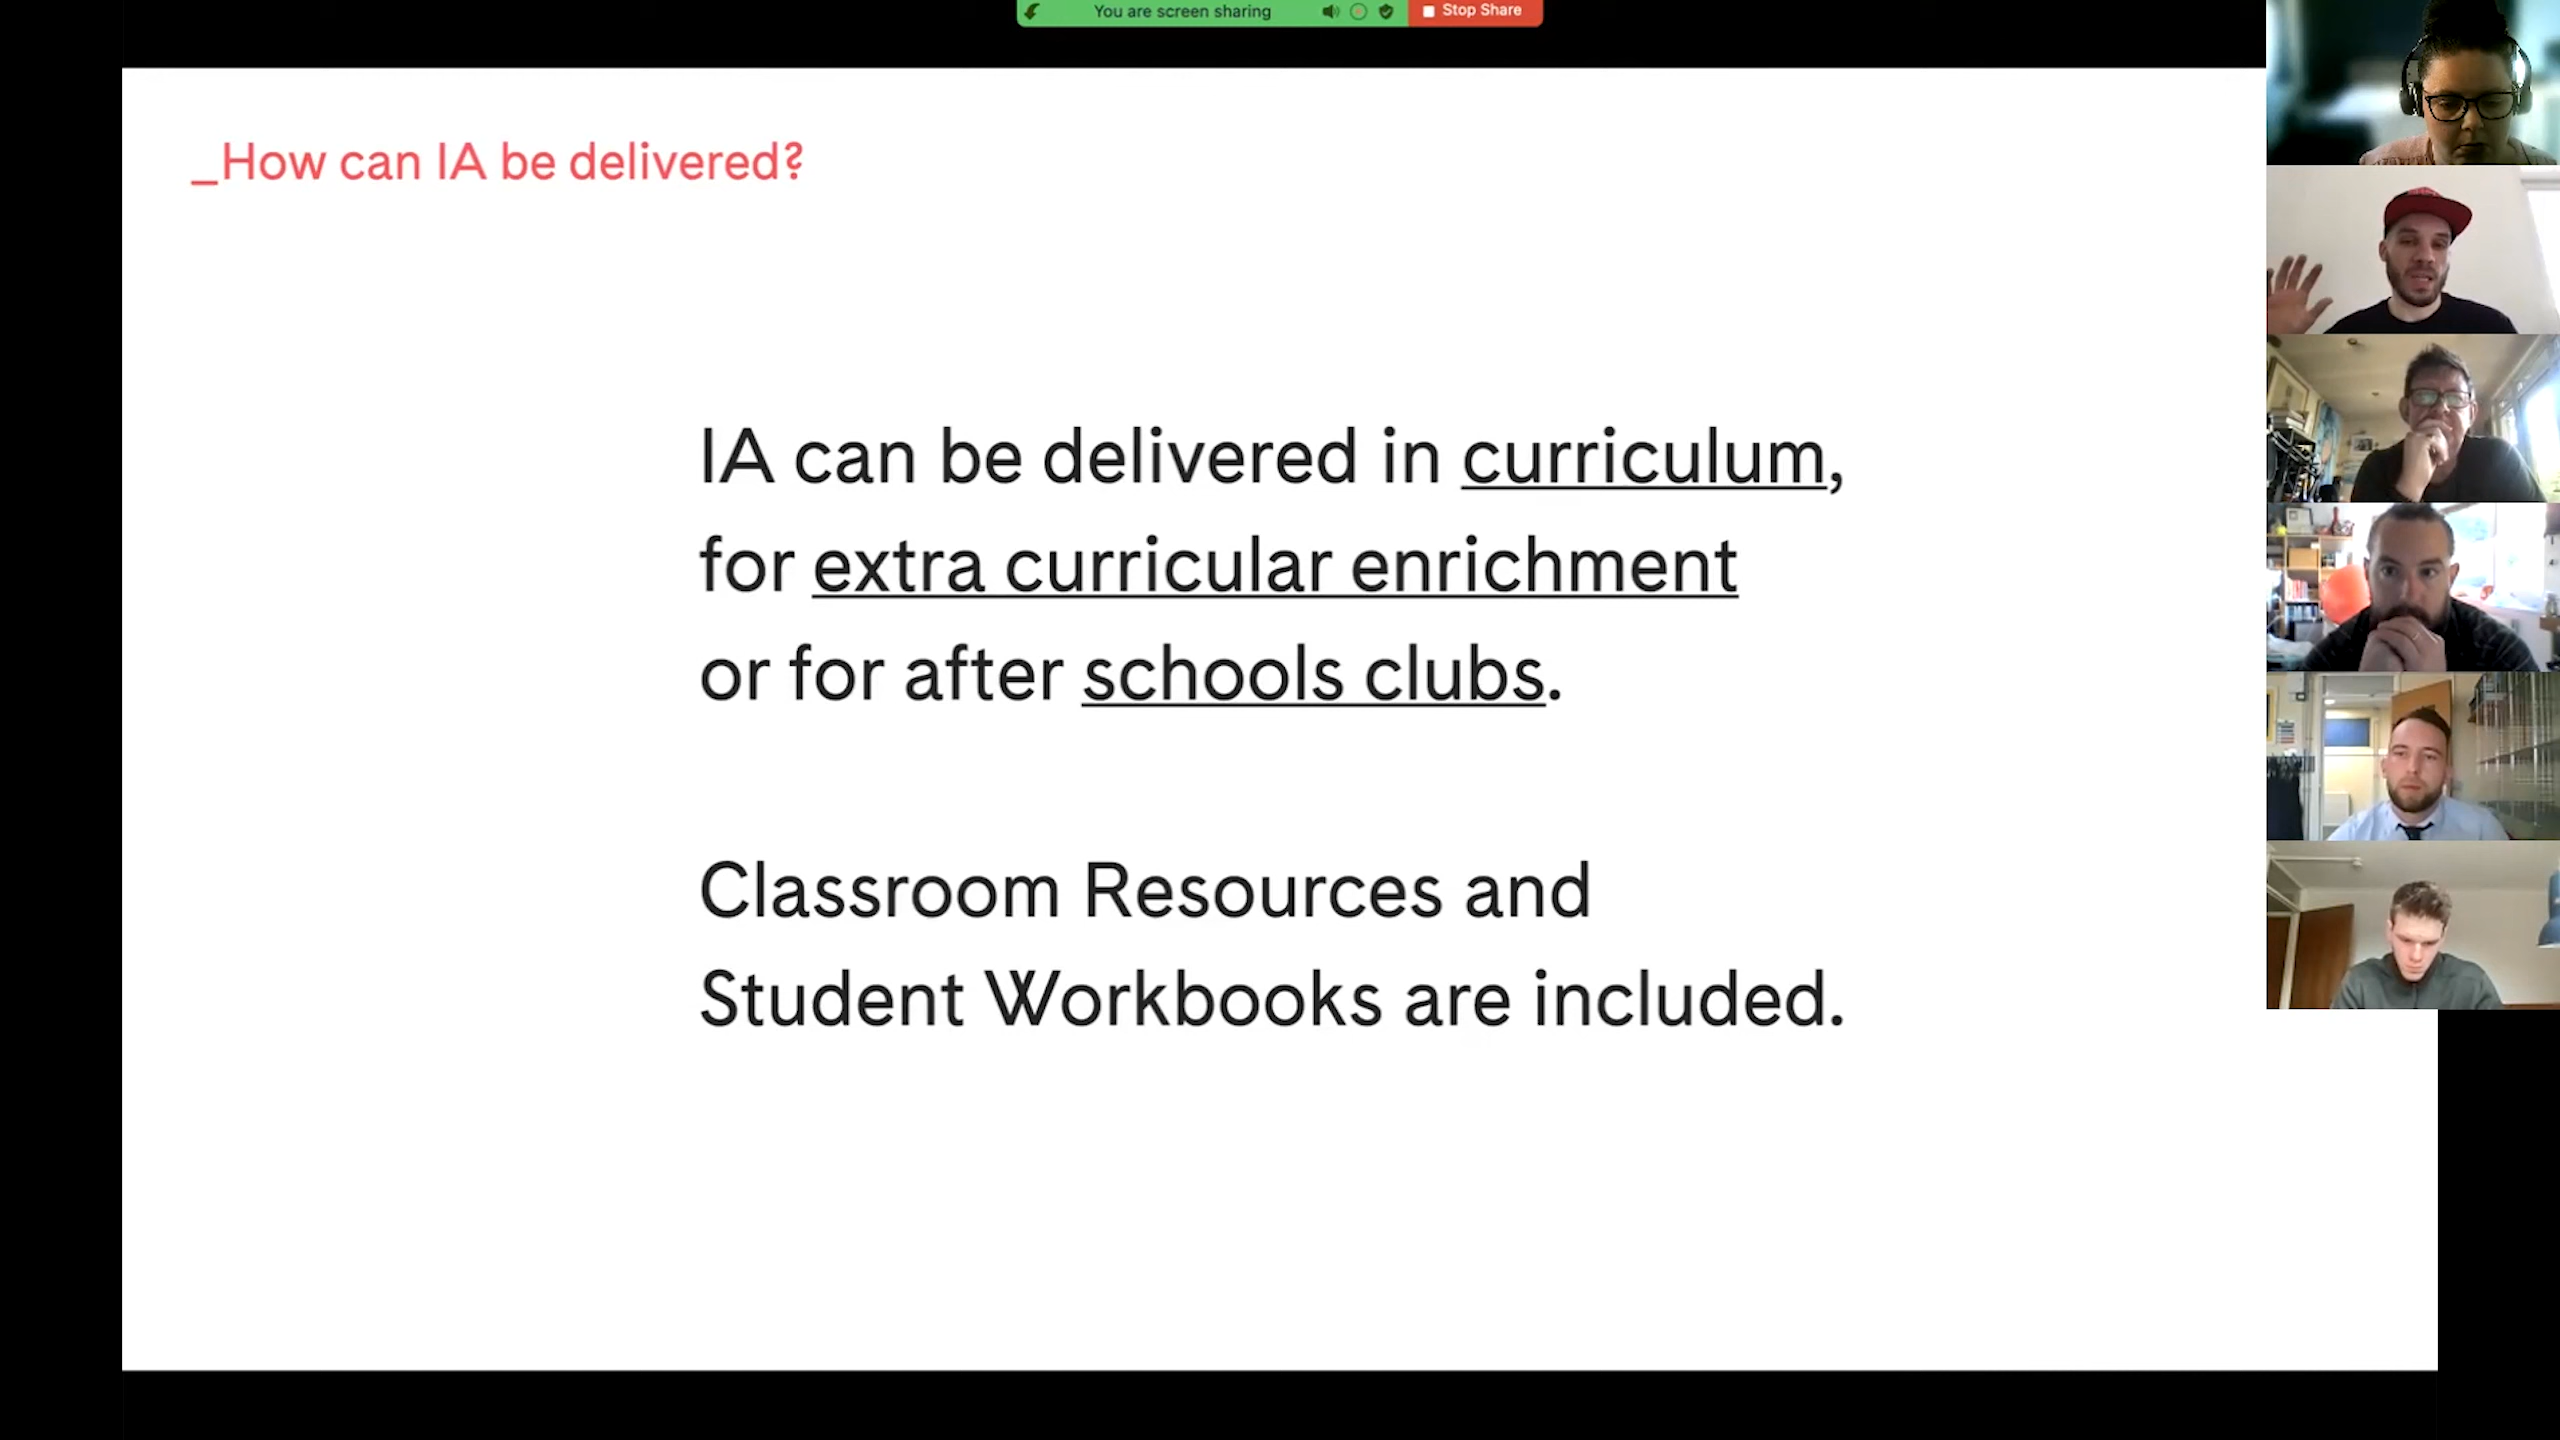 You are screen sharing
Stop Share
_How can IA be delivered?
IA can be delivered in curriculum,
for extra curricular enrichment
or for after schools clubs.
Classroom Resources and
Student Workbooks are included.